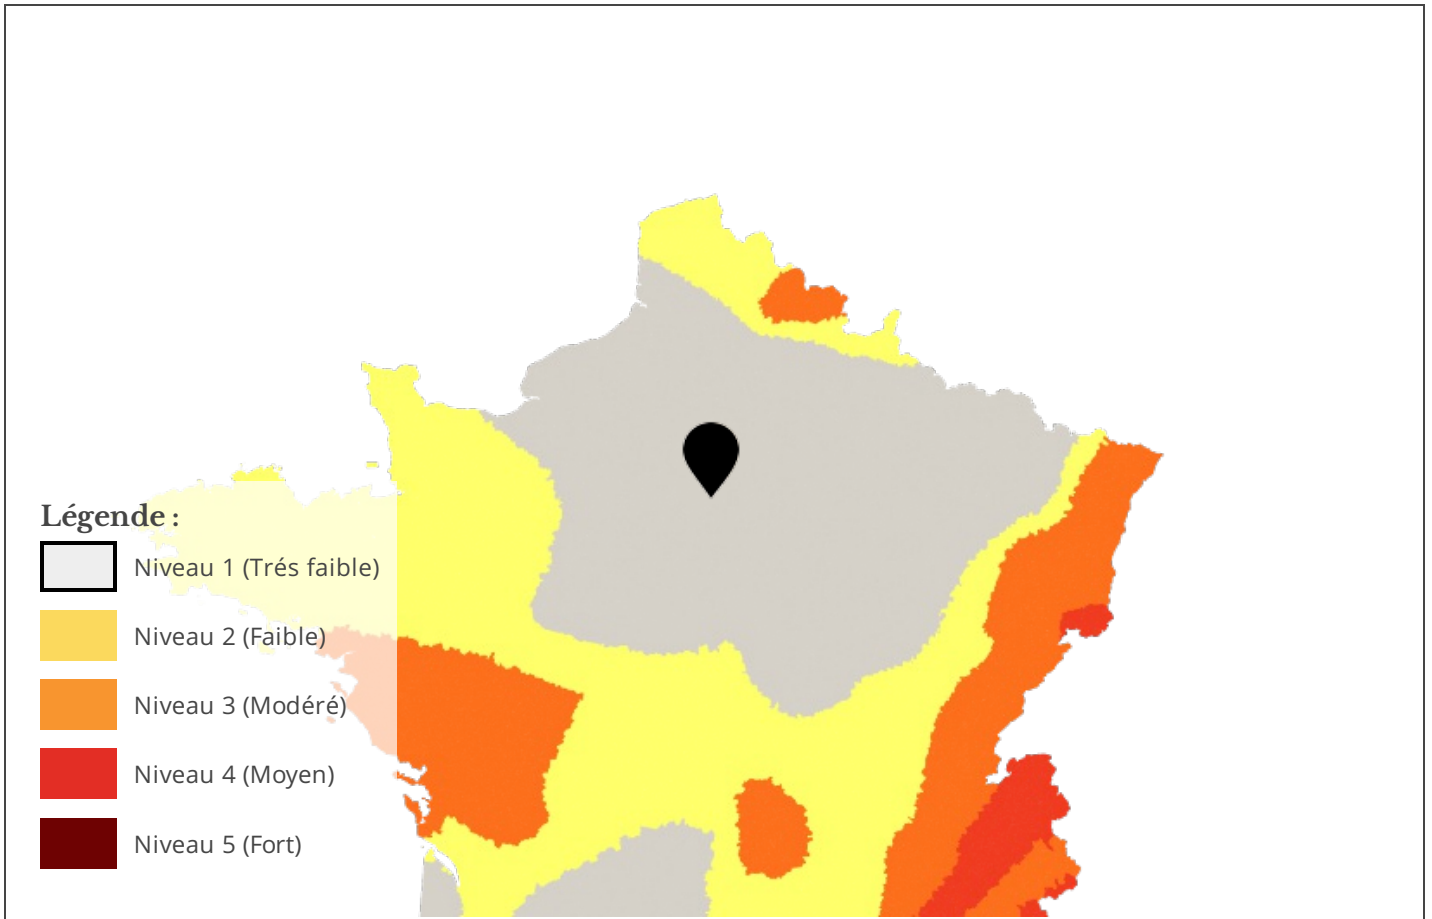 Légende :
Niveau 1 (Trés faible)
Niveau 2 (Faible)
Niveau 3 (Modéré)
Niveau 4 (Moyen)
Niveau 5 (Fort)